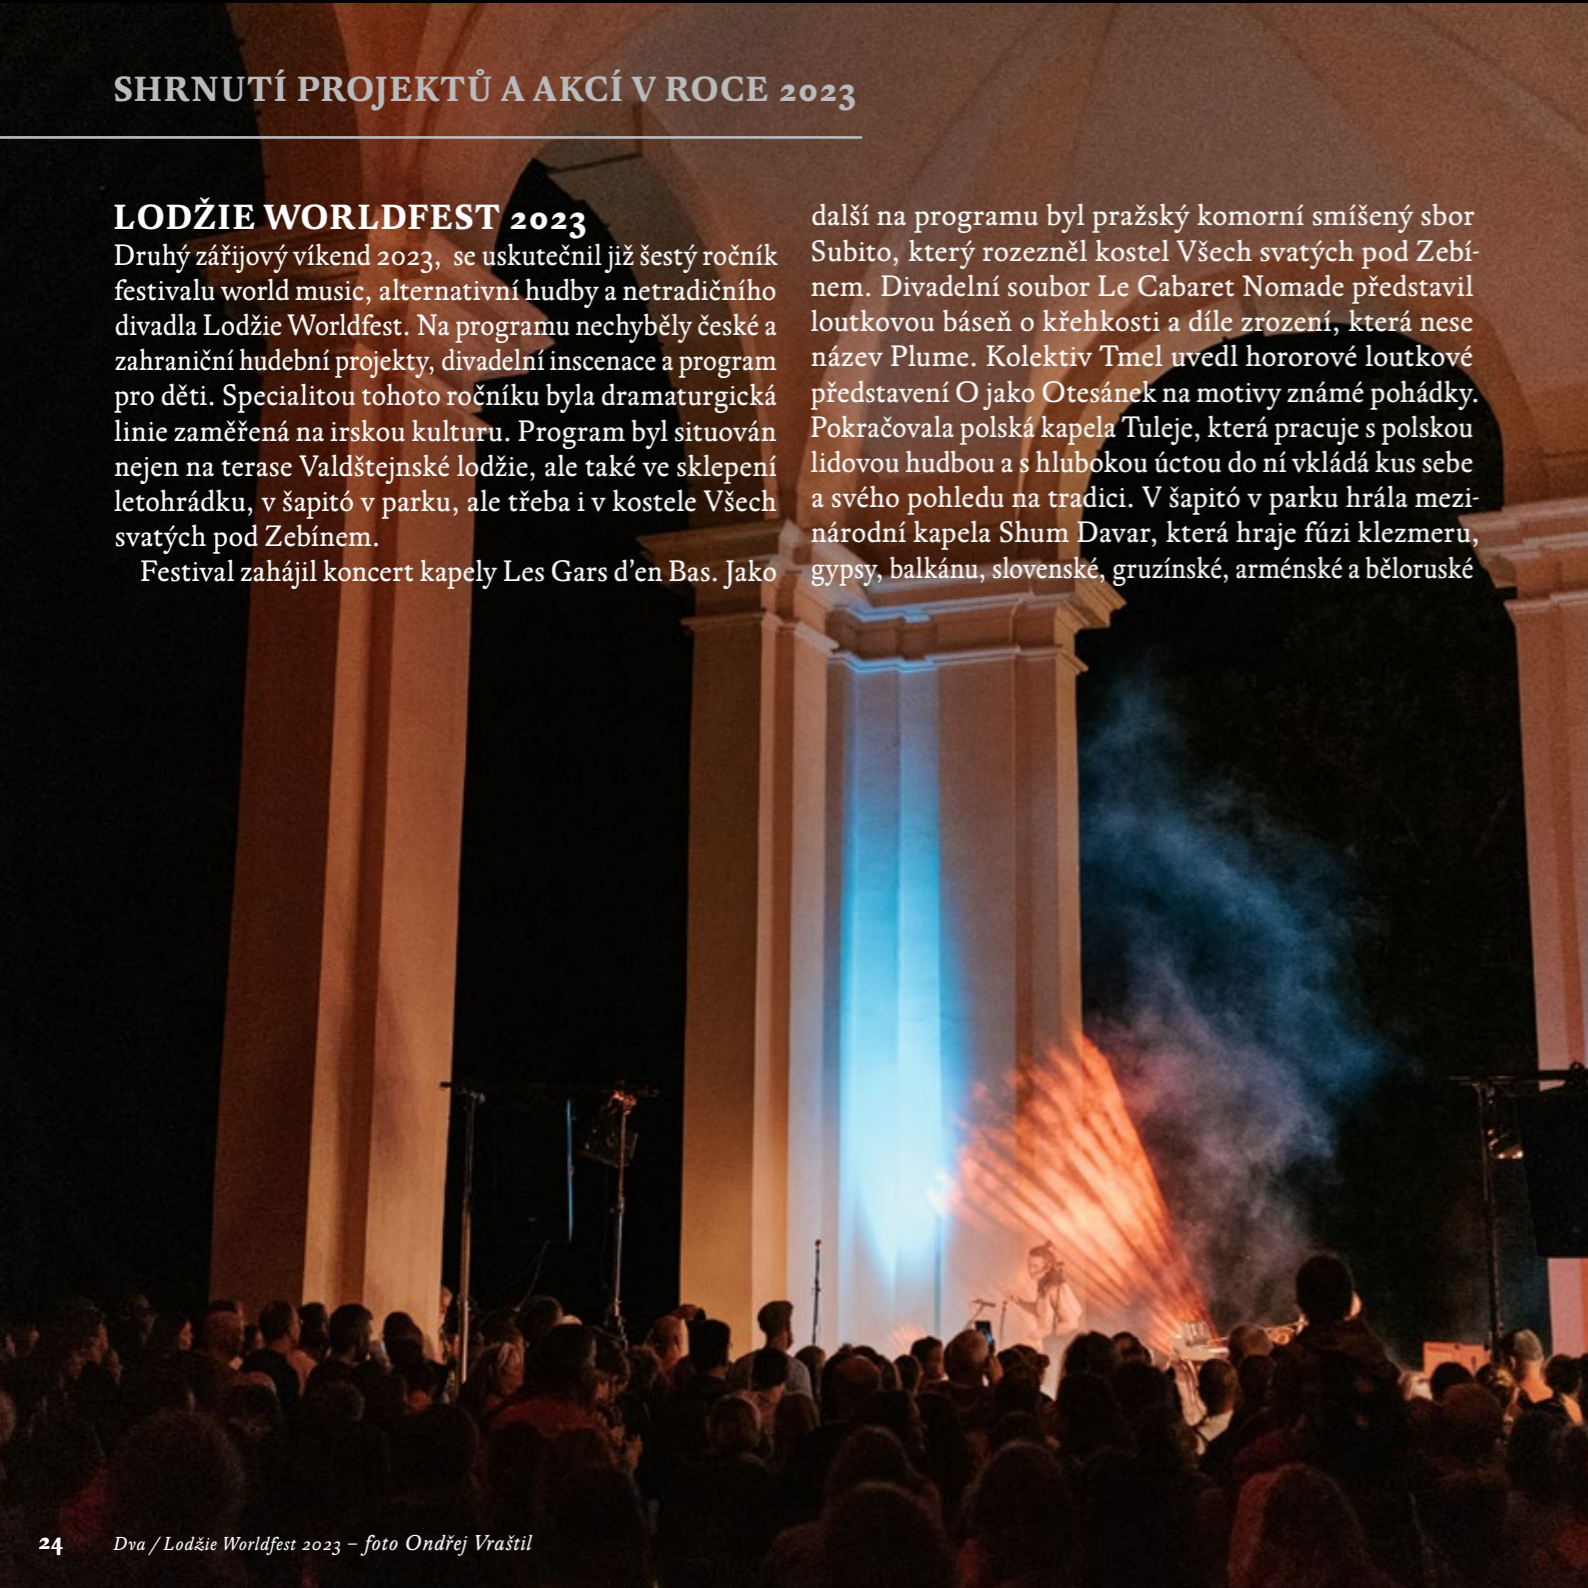 SHRNUTÍ PROJEKTŮ A AKCÍ V ROCE 2023
LODŽIE WORLDFEST 2023
Druhý zářijový víkend 2023, se uskutečnil již šestý ročník
festivalu world music, alternativní hudby a netradičního
divadla Lodžie Worldfest. Na programu nechyběly české a
zahraniční hudební projekty, divadelní inscenace a program
pro děti. Specialitou tohoto ročníku byla dramaturgická
linie zaměřená na irskou kulturu. Program byl situován
nejen na terase Valdštejnské lodžie, ale také ve sklepení
letohrádku, v šapitó v parku, ale třeba i v kostele Všech
svatých pod Zebínem.
Festival zahájil koncert kapely Les Gars d’en Bas. Jako
další na programu byl pražský komorní smíšený sbor
Subito, který rozezněl kostel Všech svatých pod Zebí-
nem. Divadelní soubor Le Cabaret Nomade představil
loutkovou báseň o křehkosti a díle zrození, která nese
název Plume. Kolektiv Tmel uvedl hororové loutkové
představení O jako Otesánek na motivy známé pohádky.
Pokračovala polská kapela Tuleje, která pracuje s polskou
lidovou hudbou a s hlubokou úctou do ní vkládá kus sebe
a svého pohledu na tradici. V šapitó v parku hrála mezi-
národní kapela Shum Davar, která hraje fúzi klezmeru,
gypsy, balkánu, slovenské, gruzínské, arménské a běloruské
24
Dva / Lodžie Worldfest 2023 – foto Ondřej Vraštil